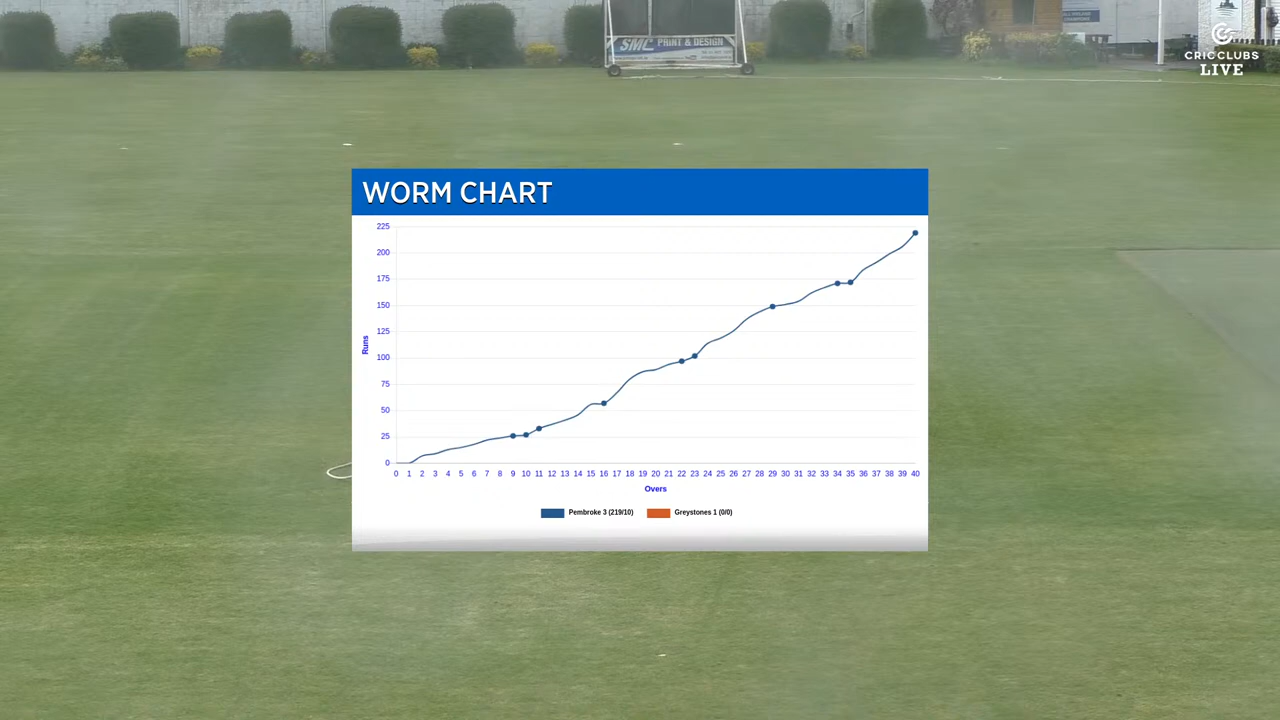 SMC PRINT & DESIGN
CRICCLUBS
LIVE
WORM CHART
225
200
175
150
125
100
75
50
25
0
Runs
0 1 2 3 4 5 6 7 8 9 10 11 12 13 14 15 16 17 18 19 20 21 22 23 24 25 26 27 28 29 30 31 32 33 34 35 36 37 38 39 40
Overs
Pembroke 3 (219/10) Greystones 1 (0/0)